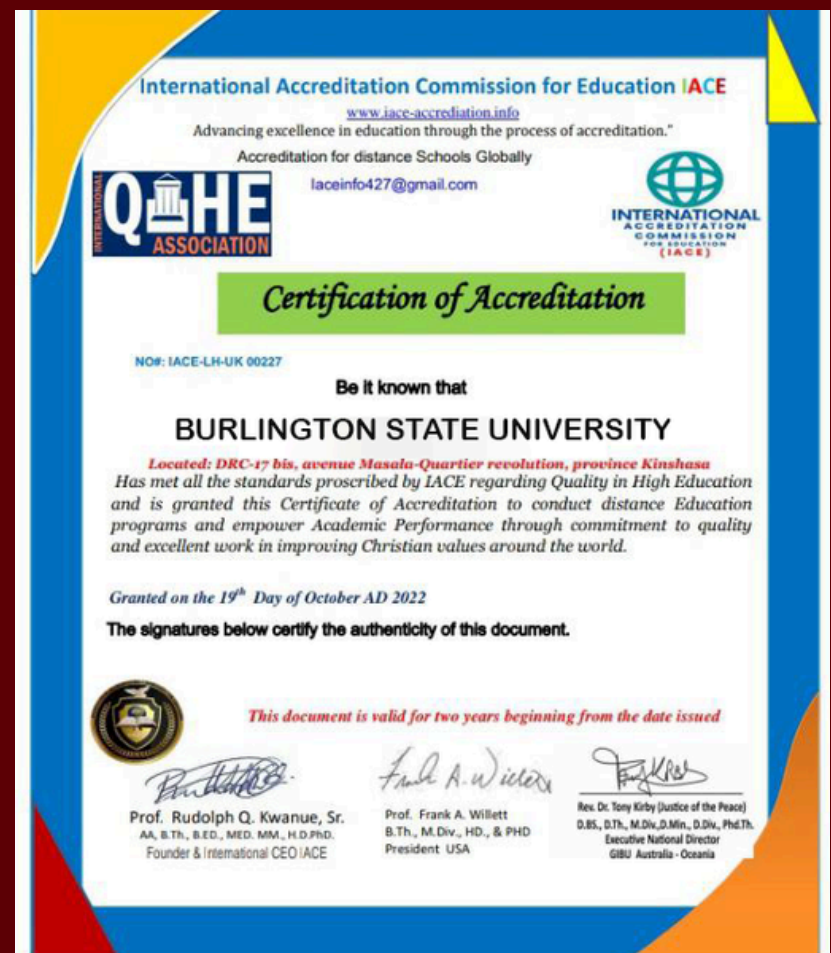 International Accreditation Commission for Education IACE
www.iace-accrediation.info
Advancing excellence in education through the process of accreditation."
Accreditation for distance Schools Globally
Iaceinfo427@gmail.com
INTERNATIONAL
QAHE
ASSOCIATION
INTERNATIONAL
ACCREDITATION
COMMISSION
FOR EDUCATION
(IACE)
Certification of Accreditation
NO#: IACE-LH-UK 00227
Be it known that
BURLINGTON STATE UNIVERSITY
Located: DRC-17 bis, avenue Masala-Quartier revolution, province Kinshasa
Has met all the standards proscribed by IACE regarding Quality in High Education
and is granted this Certificate of Accreditation to conduct distance Education
programs and empower Academic Performance through commitment to quality
and excellent work in improving Christian values around the world.
Granted on the 19th Day of October AD 2022
The signatures below certify the authenticity of this document.
This document is valid for two years beginning from the date issued
Frank A. Willett
Prof. Rudolph Q. Kwanue, Sr.
AA, B.Th., B.ED., MED. MM., H.D.PhD.
Founder & International CEO IACE
Prof. Frank A. Willett
B.Th., M.Div., HD., & PHD
President USA
Rev. Dr. Tony Kirby (Justice of the Peace)
D.BS., D.Th., M.Div.,D.Min., D.Div., Phd.Th.
Executive National Director
GIBU Australia - Oceania